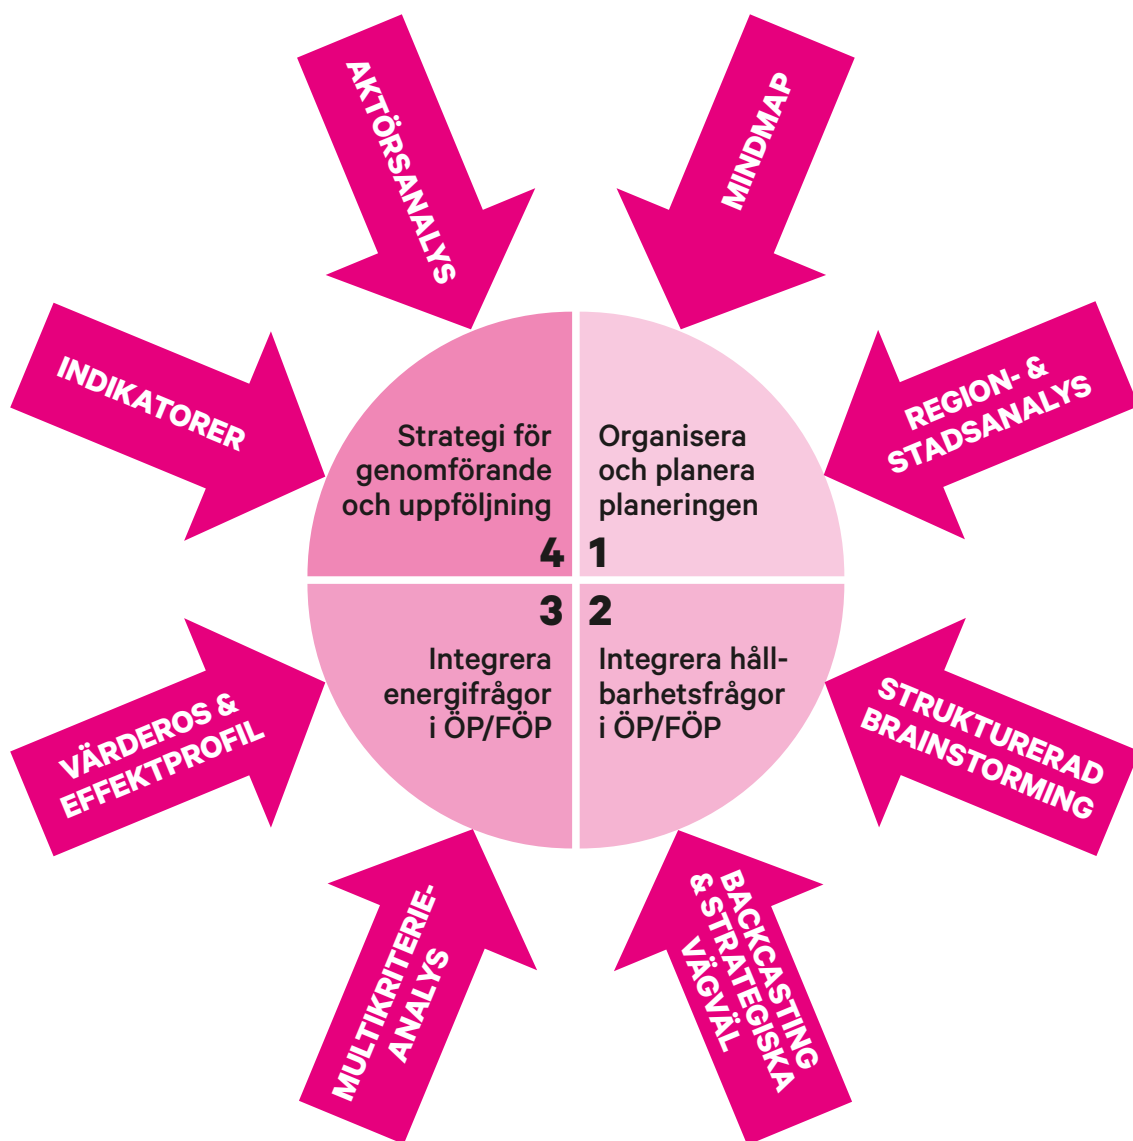 AKTÖRSANALYS
MINDMAP
INDIKATORER
REGION- &
STADSANALYS
Strategi för
genomförande
och uppföljning
4
Organisera
och planera
planeringen
1
3
Integrera
energifrågor
i ÖP/FÖP
2
Integrera håll-
barhetsfrågor
i ÖP/FÖP
VÄRDEROS &
EFFEKTPROFIL
STRUKTURERAD
BRAINSTORMING
MULTIKRITERIE-
ANALYS
BACKCASTING
& STRATEGISKA
VÄGVÄL